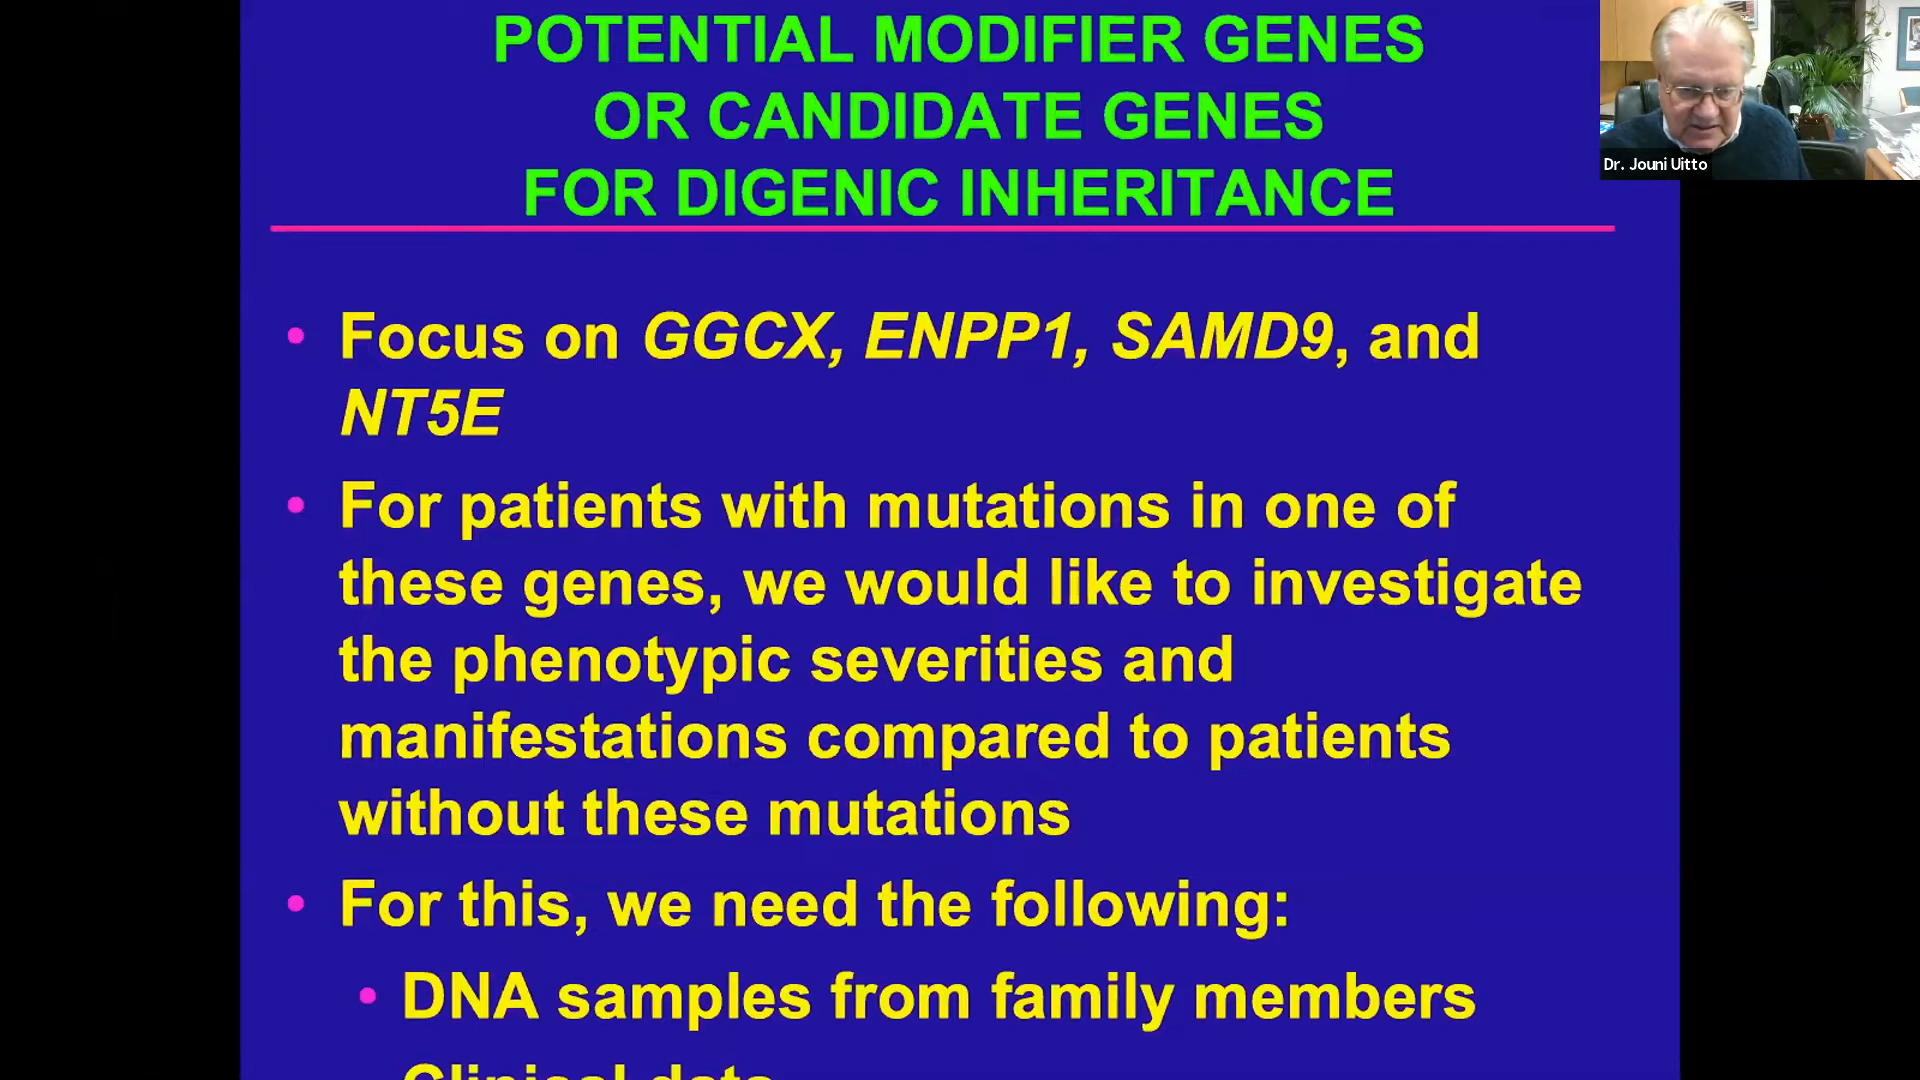 POTENTIAL MODIFIER GENES
OR CANDIDATE GENES
FOR DIGENIC INHERITANCE
Dr. Jouni Uitto
• Focus on GGCX, ENPP1, SAMD9, and
NT5E
• For patients with mutations in one of
these genes, we would like to investigate
the phenotypic severities and
manifestations compared to patients
without these mutations
• For this, we need the following:
• DNA samples from family members
Clinical data